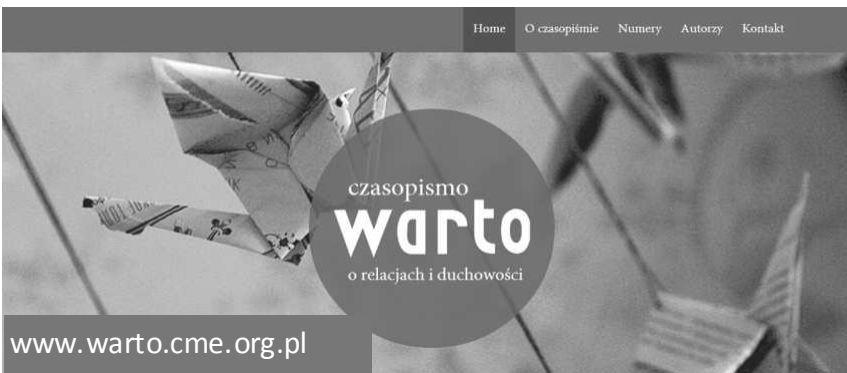 Home O czasopiśmie Numery Autorzy Kontakt
czasopismo
warto
o relacjach i duchowości
www.warto.cme.org.pl